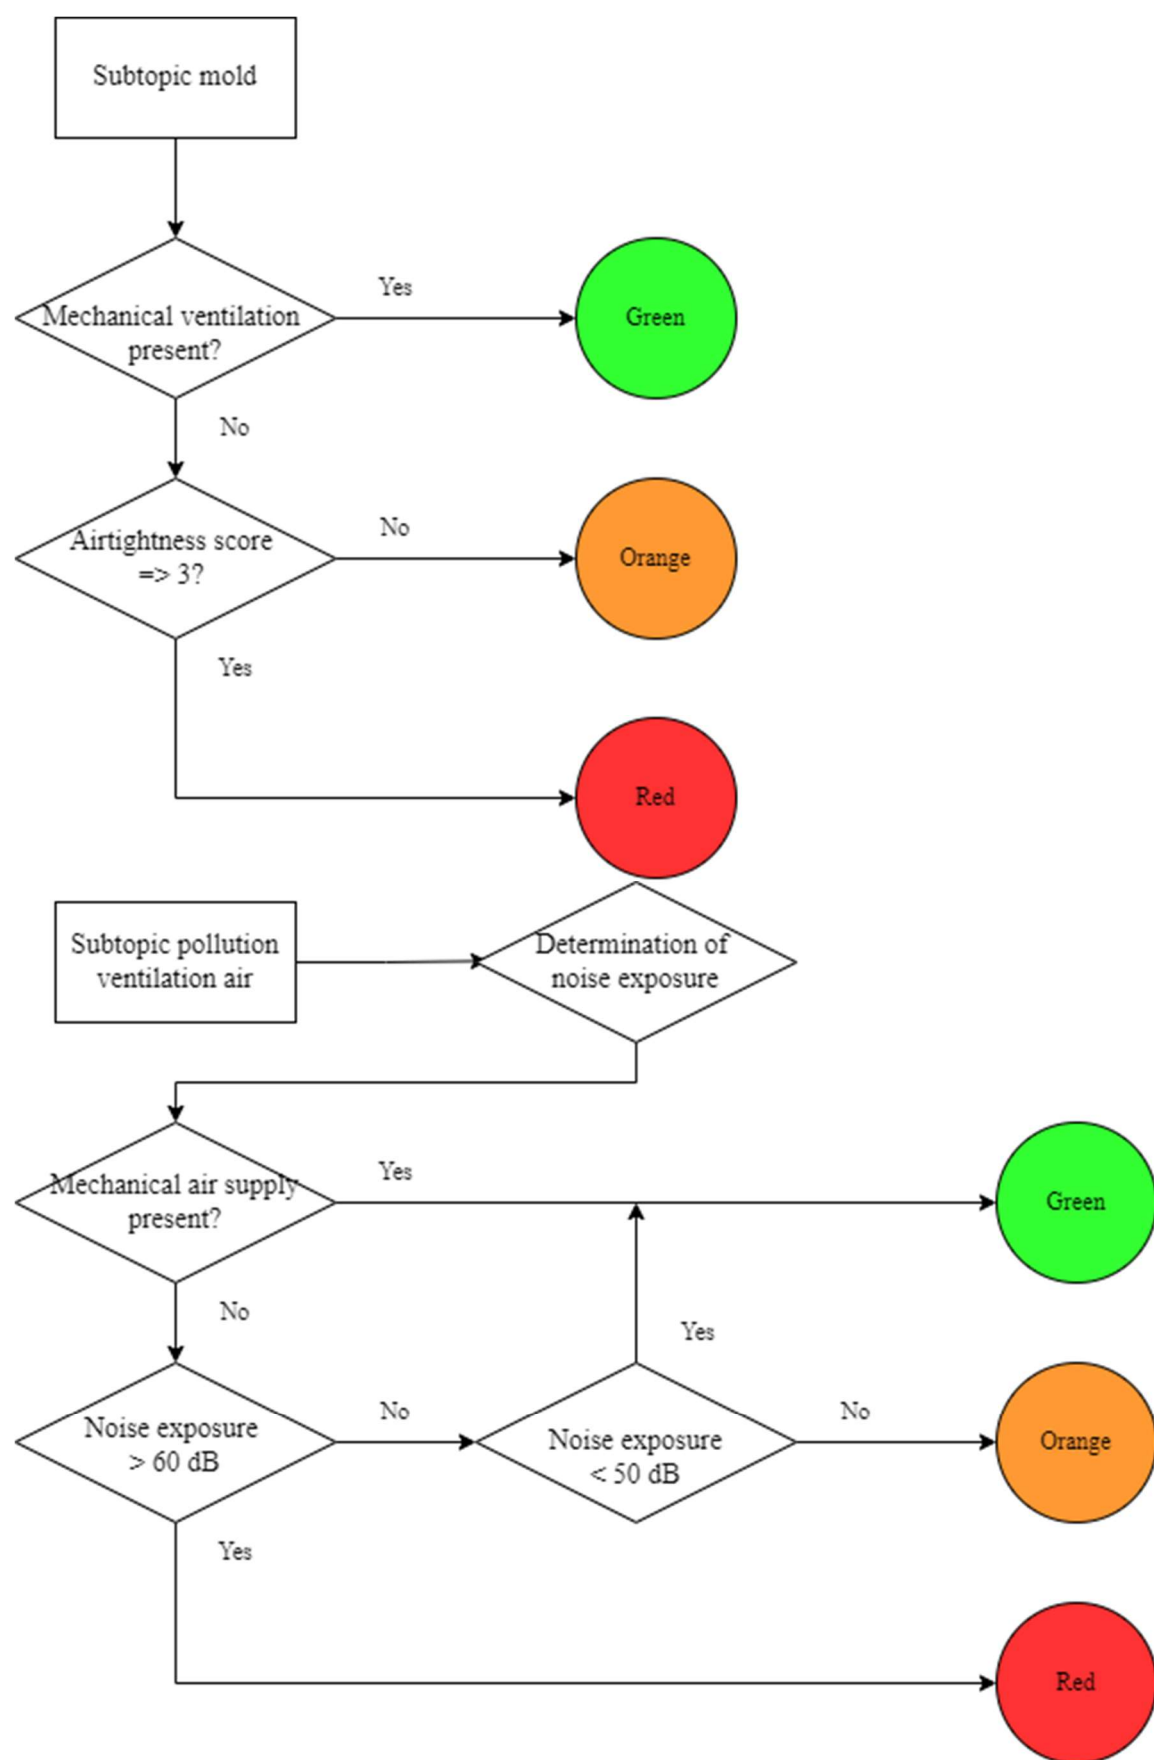 Subtopic mold
Yes
Mechanical ventilation
present?
Green
No
No
Airtightness score
=> 3?
Orange
Yes
Red
Subtopic pollution
ventilation air
Determination of
noise exposure
Yes
Mechanical air supply
present?
Green
No
Yes
No
No
Noise exposure
> 60 dB
Noise exposure
< 50 dB
Orange
Yes
Red